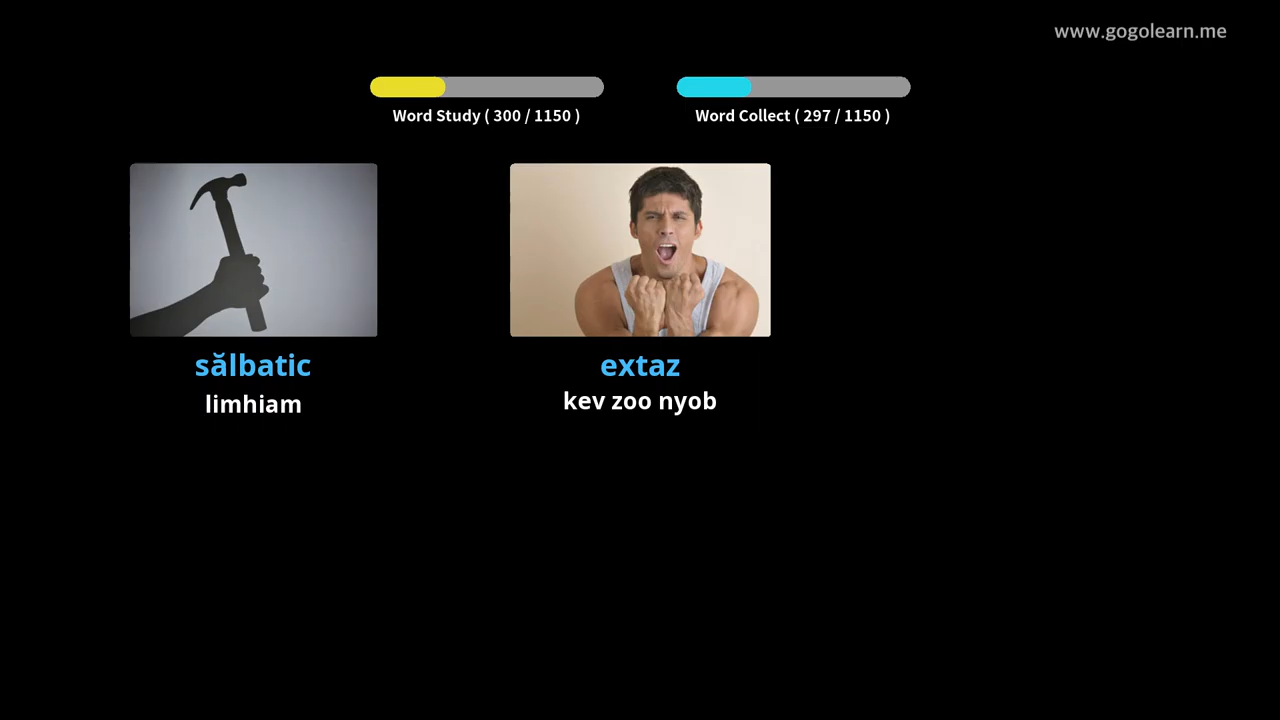 www.gogolearn.me
Word Study ( 300 / 1150 )
Word Collect ( 297 / 1150 )
sălbatic
limhiam
extaz
kev zoo nyob